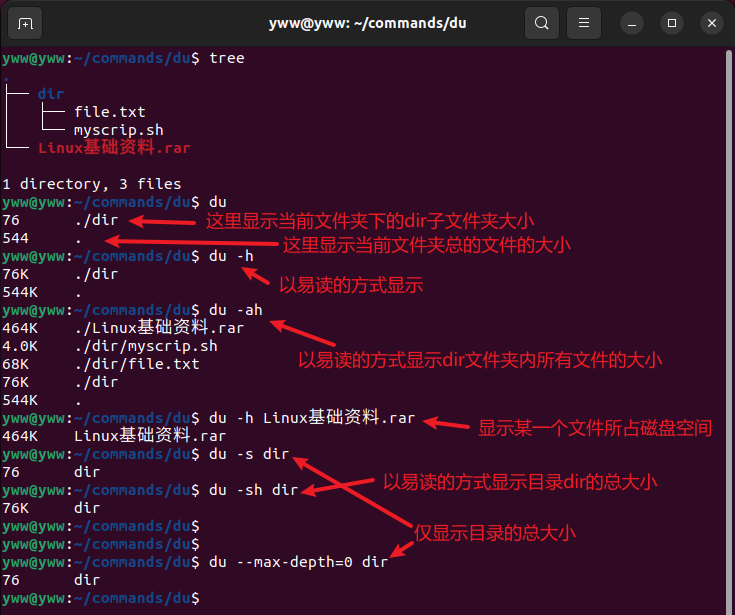 yww@yww: ~/commands/du
yww@yww:~/commands/du$ tree
.
├── dir
│   ├── file.txt
│   └── myscrip.sh
└── Linux基础资料.rar
1 directory, 3 files
yww@yww:~/commands/du$ du
76 ./dir 这里显示当前文件夹下的dir子文件夹大小
544 . 这里显示当前文件夹总的文件的大小
yww@yww:~/commands/du$ du -h
76K ./dir 以易读的方式显示
544K .
yww@yww:~/commands/du$ du -ah
464K ./Linux基础资料.rar
4.0K ./dir/myscrip.sh
68K ./dir/file.txt 以易读的方式显示dir文件夹内所有文件的大小
76K ./dir
544K .
yww@yww:~/commands/du$ du -h Linux基础资料.rar 显示某一个文件所占磁盘空间
464K Linux基础资料.rar
yww@yww:~/commands/du$ du -s dir
76 dir
yww@yww:~/commands/du$ du -sh dir 以易读的方式显示目录dir的总大小
76K dir
yww@yww:~/commands/du$
yww@yww:~/commands/du$ 仅显示目录的总大小
yww@yww:~/commands/du$ du --max-depth=0 dir
76 dir
yww@yww:~/commands/du$